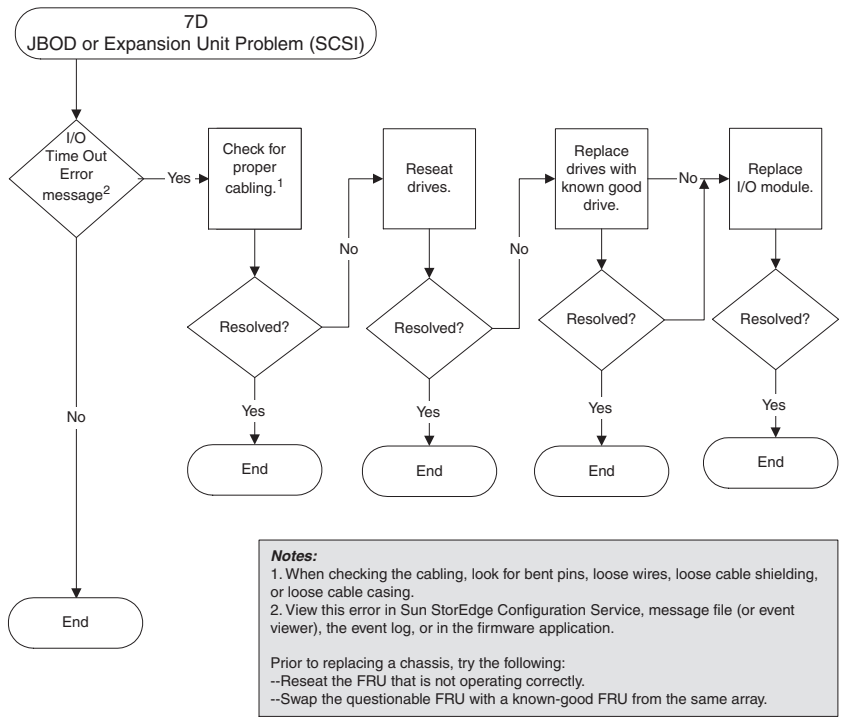 7D
JBOD or Expansion Unit Problem (SCSI)
I/O
Time Out
Error
message2
Yes
Check for
proper
cabling.1
Reseat
drives.
Replace
drives with
known good
drive.
No
Replace
I/O module.
No
No
Resolved?
Resolved?
Resolved?
Resolved?
No
Yes
Yes
Yes
Yes
End
End
End
End
End
Notes:
1. When checking the cabling, look for bent pins, loose wires, loose cable shielding,
or loose cable casing.
2. View this error in Sun StorEdge Configuration Service, message file (or event
viewer), the event log, or in the firmware application.
Prior to replacing a chassis, try the following:
--Reseat the FRU that is not operating correctly.
--Swap the questionable FRU with a known-good FRU from the same array.